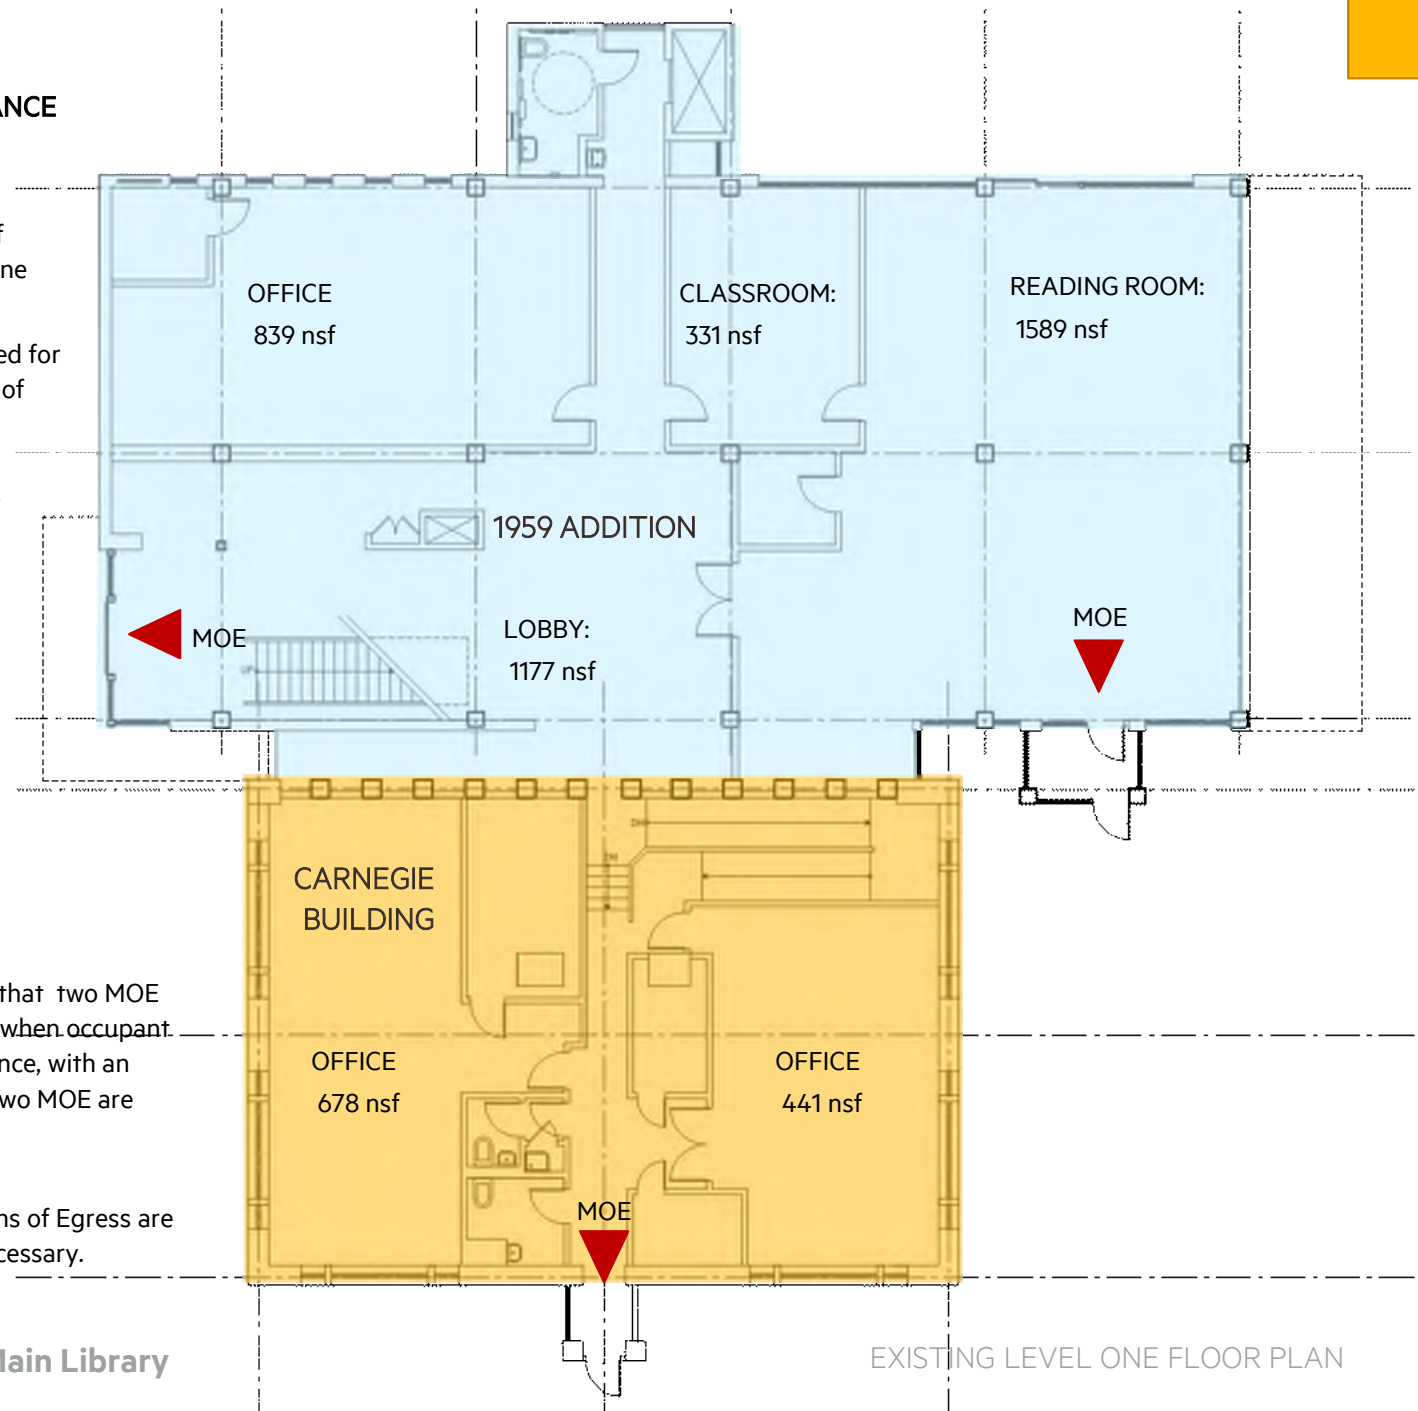 ANCE
f
ne
ed for
of
OFFICE
839 nsf
CLASSROOM:
331 nsf
READING ROOM:
1589 nsf
1959 ADDITION
MOE
LOBBY:
1177 nsf
MOE
CARNEGIE
BUILDING
that two MOE
when occupant
nce, with an
wo MOE are
OFFICE
678 nsf
OFFICE
441 nsf
ns of Egress are
cessary.
MOE
Main Library
EXISTING LEVEL ONE FLOOR PLAN